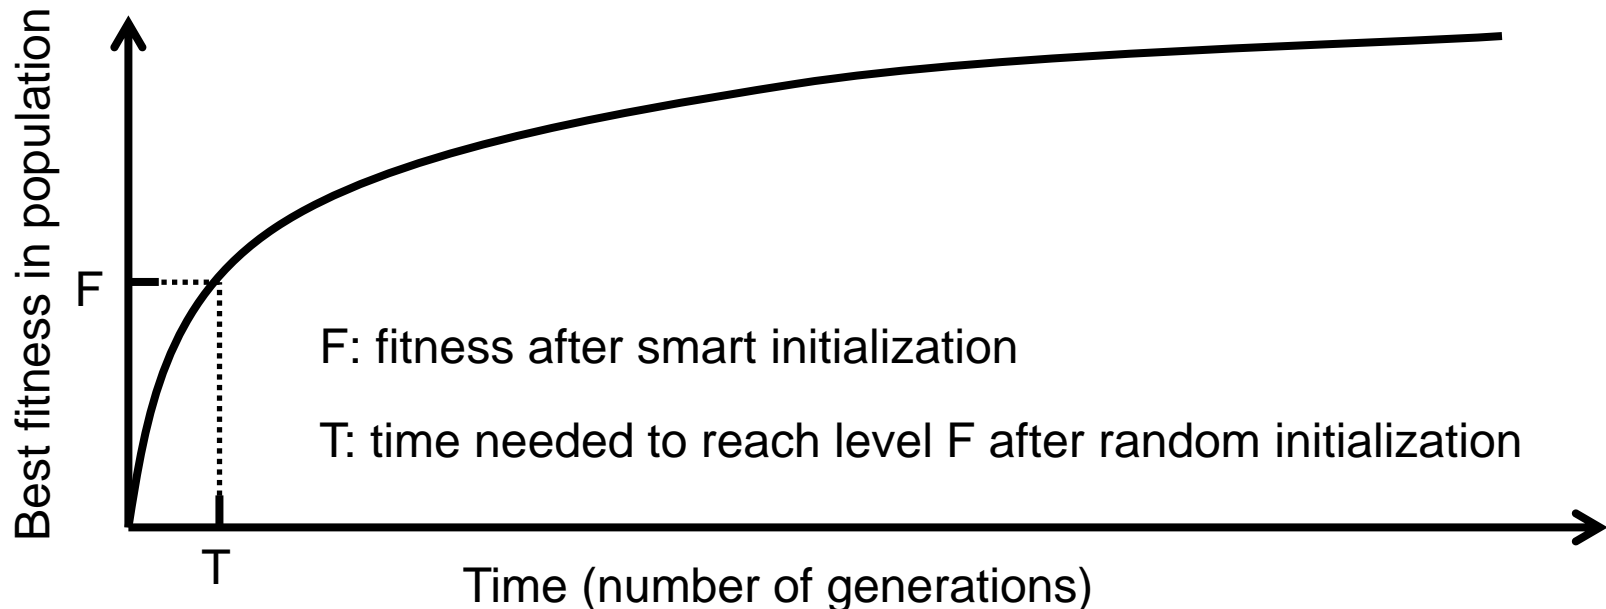 Best fitness in population
F
F: fitness after smart initialization
T: time needed to reach level F after random initialization
T
Time (number of generations)